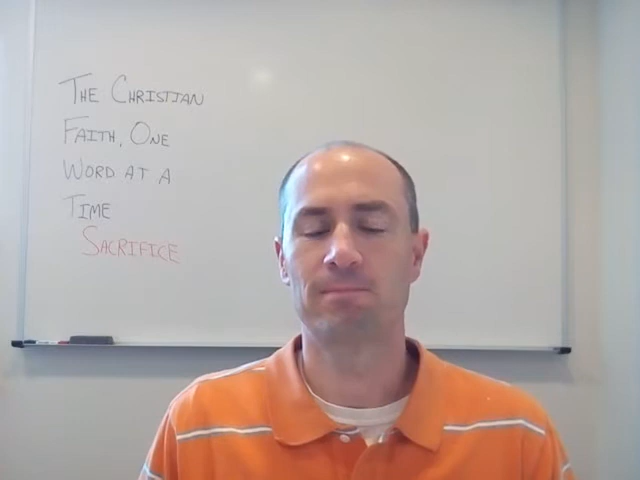 THE CHRISTIAN
FAITH, ONE
WORD AT A
TIME
SACRIFICE